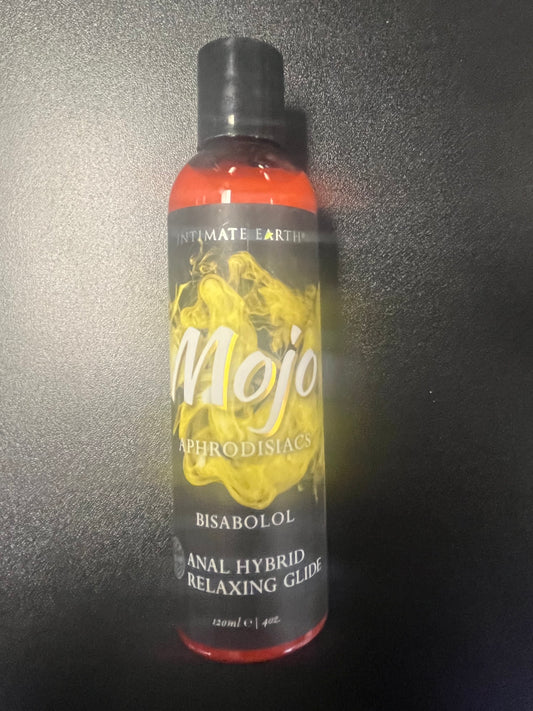 INTIMATE EARTH
Mojo
APHRODISIACS
BISABOLOL
ANAL HYBRID
RELAXING GLIDE
120ml ℮ | 4oz.